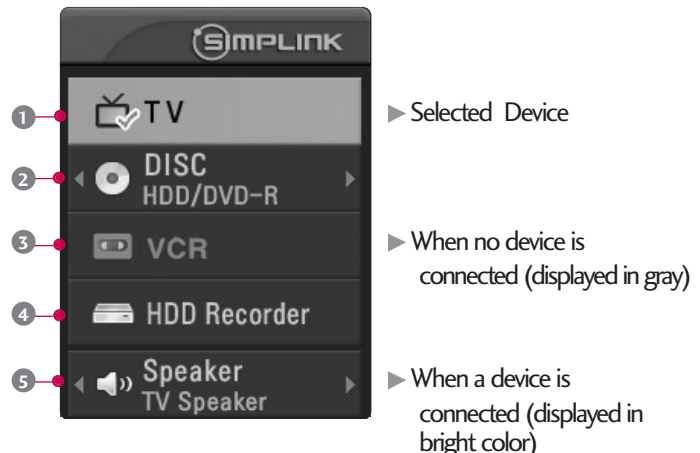 SIMPLINK
1 TV ▶ Selected Device
2 DISC
HDD/DVD-R
3 VCR ▶ When no device is
connected (displayed in gray)
4 HDD Recorder
5 Speaker ▶ When a device is
TV Speaker connected (displayed in
bright color)